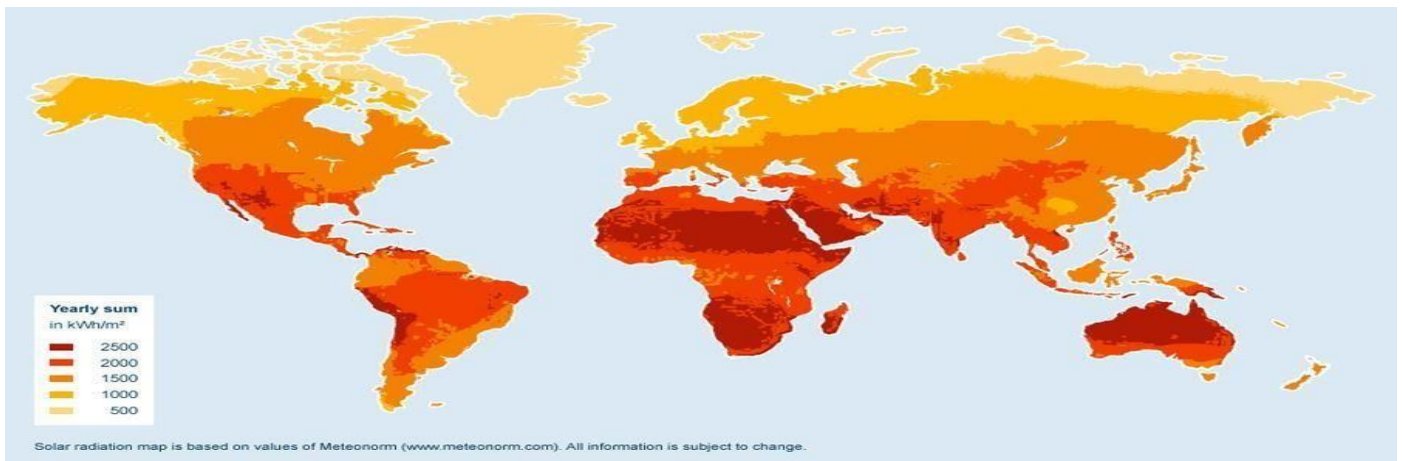 Yearly sum
in kWh/m²
2500
2000
1500
1000
500
Solar radiation map is based on values of Meteonorm (www.meteonorm.com). All information is subject to change.